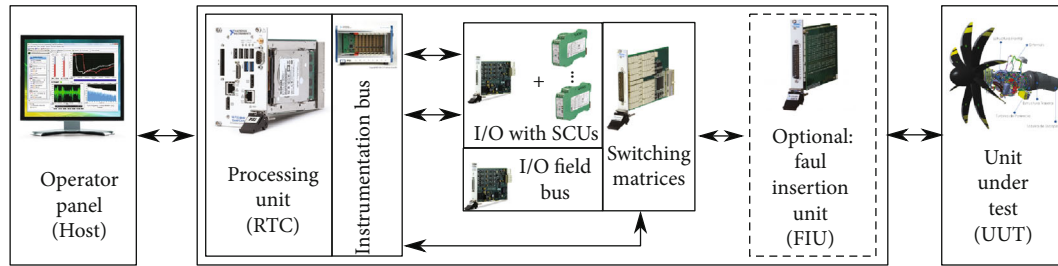 Operator
panel
(Host)
Processing
unit
(RTC)
Instrumentation bus
+
I/O with SCUs
I/O field
bus
Switching
matrices
Optional:
faul
insertion
unit
(FIU)
Unit
under
test
(UUT)